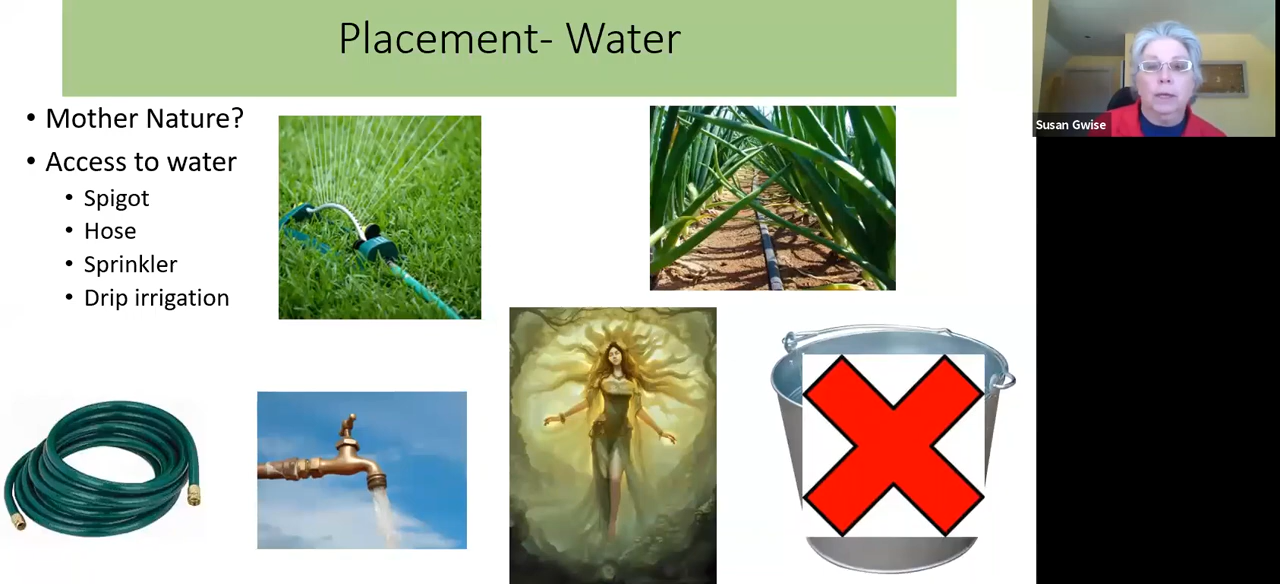 Placement- Water
• Mother Nature?
• Access to water
• Spigot
• Hose
• Sprinkler
• Drip irrigation
Susan Gwise